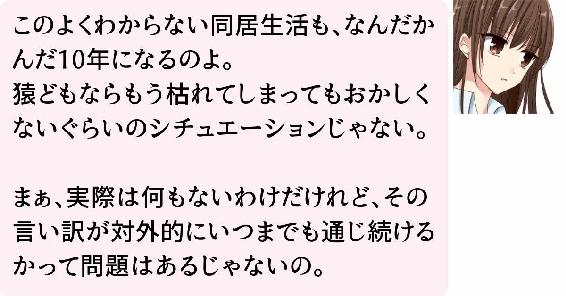 このよくわからない同居生活も、なんだか
んだ10年になるのよ。
猿どもならもう枯れてしまってもおかしく
ないぐらいのシチュエーションじゃない。
まぁ、実際は何もないわけだけれど、その
言い訳が対外的にいつまでも通じ続ける
かって問題はあるじゃないの。